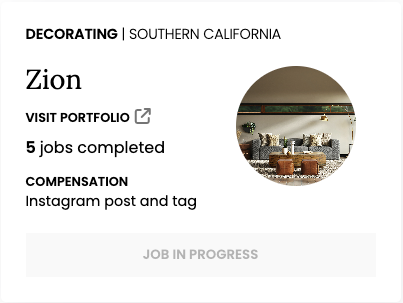 DECORATING | SOUTHERN CALIFORNIA
Zion
VISIT PORTFOLIO
5 jobs completed
COMPENSATION
Instagram post and tag
JOB IN PROGRESS